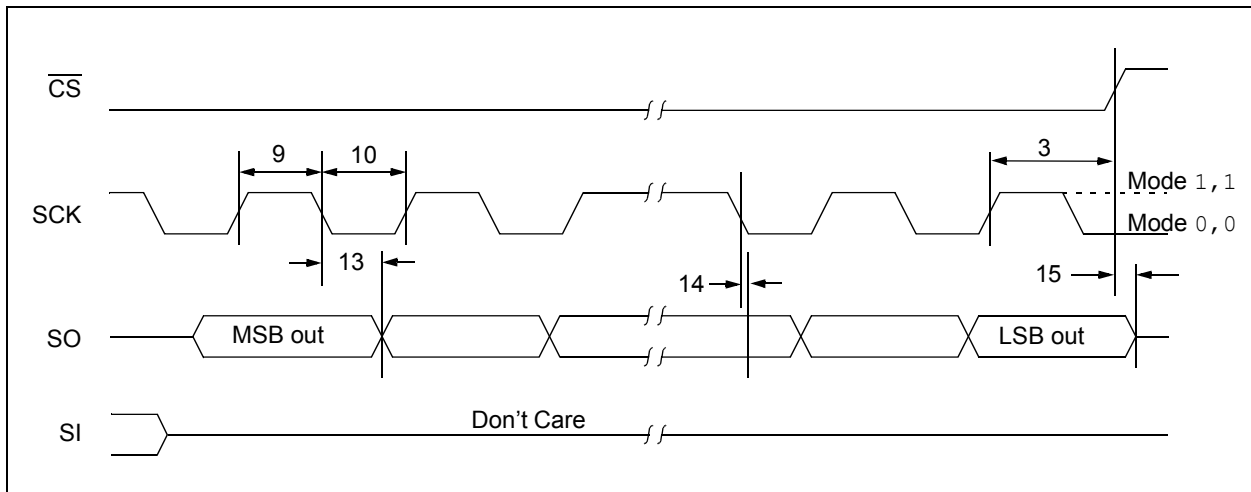 CS
9
10
3
SCK
Mode 1,1
Mode 0,0
13
14
15
SO
MSB out
LSB out
SI
Don't Care